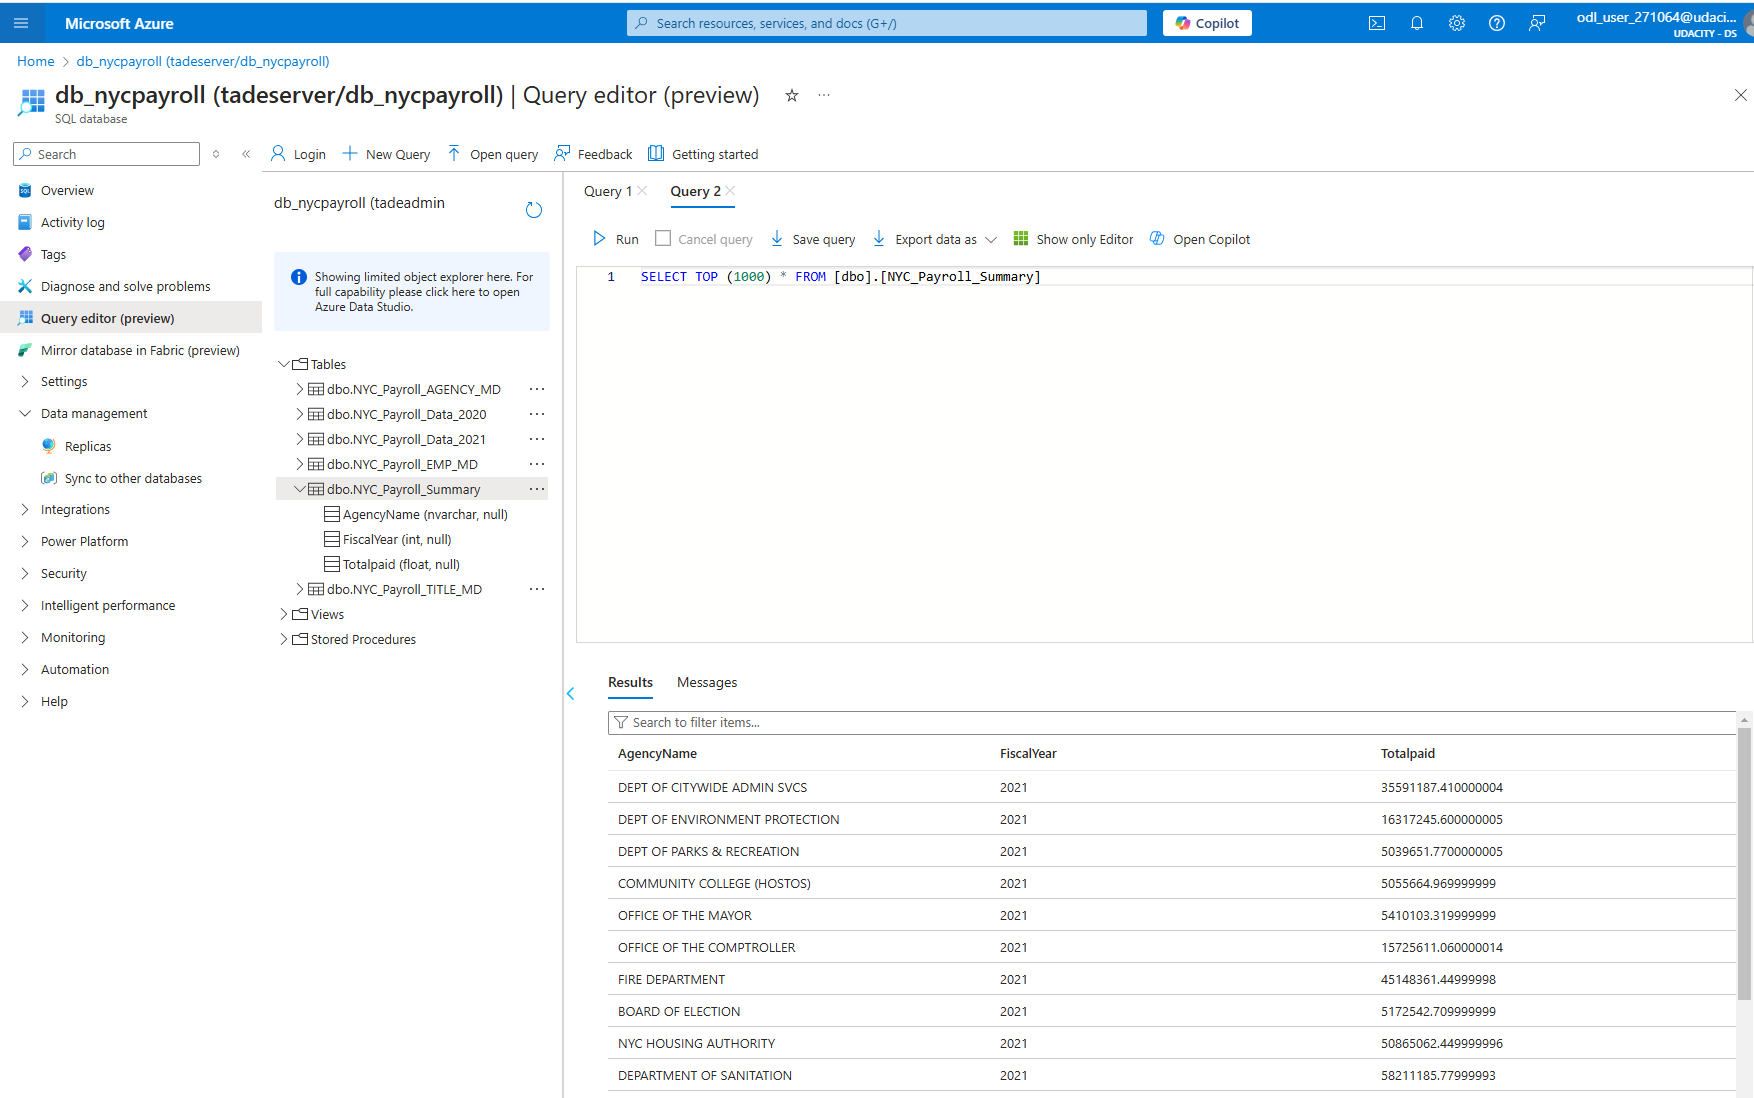 Microsoft Azure
Search resources, services, and docs (G+/)
Copilot
odl_user_271064@udaci...
UDACITY - DS
Home > db_nycpayroll (tadeserver/db_nycpayroll)
db_nycpayroll (tadeserver/db_nycpayroll) | Query editor (preview)
SQL database
Search
Login
New Query
Open query
Feedback
Getting started
Overview
Activity log
Tags
Diagnose and solve problems
Query editor (preview)
Mirror database in Fabric (preview)
Settings
Data management
Replicas
Sync to other databases
Integrations
Power Platform
Security
Intelligent performance
Monitoring
Automation
Help
db_nycpayroll (tadeadmin
Showing limited object explorer here. For
full capability please click here to open
Azure Data Studio.
Tables
dbo.NYC_Payroll_AGENCY_MD
dbo.NYC_Payroll_Data_2020
dbo.NYC_Payroll_Data_2021
dbo.NYC_Payroll_EMP_MD
dbo.NYC_Payroll_Summary
AgencyName (nvarchar, null)
FiscalYear (int, null)
Totalpaid (float, null)
dbo.NYC_Payroll_TITLE_MD
Views
Stored Procedures
Query 1
Query 2
Run
Cancel query
Save query
Export data as
Show only Editor
Open Copilot
1 SELECT TOP (1000) * FROM [dbo].[NYC_Payroll_Summary]
Results
Messages
Search to filter items...
AgencyName FiscalYear Totalpaid
DEPT OF CITYWIDE ADMIN SVCS 2021 35591187.410000004
DEPT OF ENVIRONMENT PROTECTION 2021 16317245.600000005
DEPT OF PARKS & RECREATION 2021 5039651.7700000005
COMMUNITY COLLEGE (HOSTOS) 2021 5055664.969999999
OFFICE OF THE MAYOR 2021 5410103.319999999
OFFICE OF THE COMPTROLLER 2021 15725611.060000014
FIRE DEPARTMENT 2021 45148361.44999998
BOARD OF ELECTION 2021 5172542.709999999
NYC HOUSING AUTHORITY 2021 50865062.449999996
DEPARTMENT OF SANITATION 2021 58211185.77999993